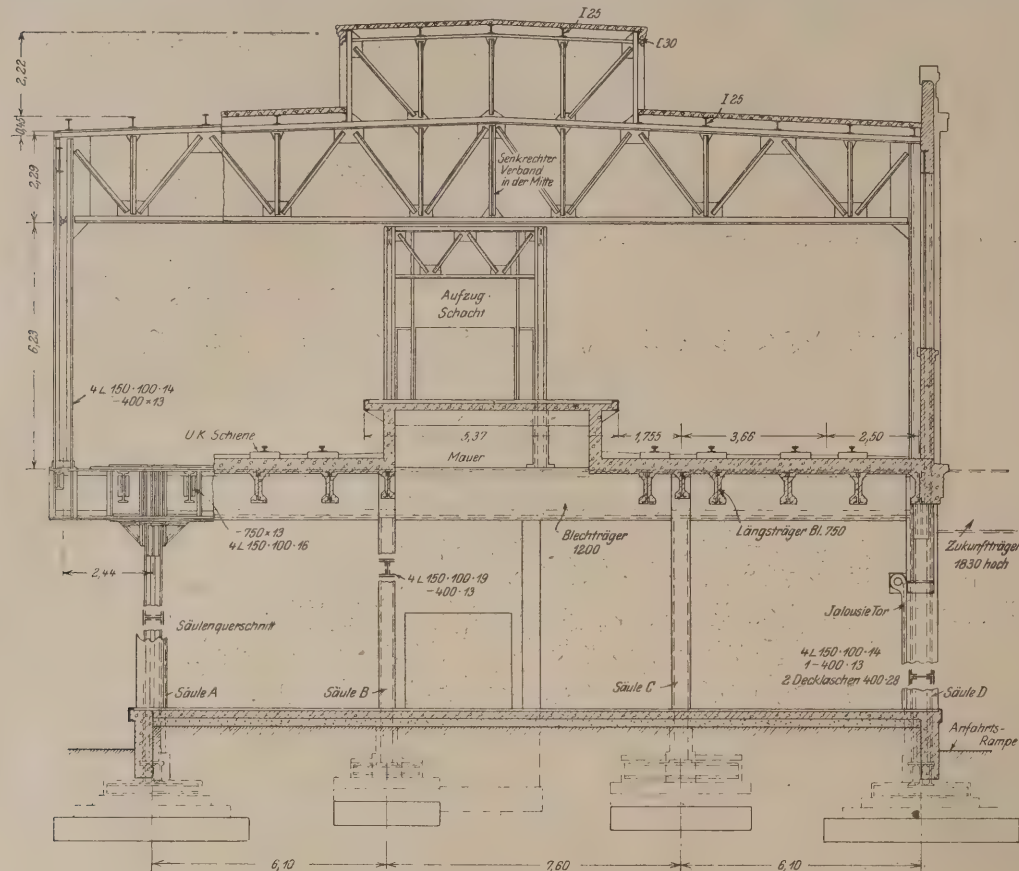 I 25
[ 30
2,22
0,45
I 25
2,29
Senkrechter
Verband
in der Mitte
Aufzug-
Schacht
6,23
4 L 150·100·14
-400×13
U.K. Schiene
5,37
1,755
3,66
2,50
Mauer
-750×13
4 L 150·100·16
Blechträger
1200
Längsträger Bl. 750
Zukunftträger
1830 hoch
2,44
4 L 150·100·19
-400·13
Jalousie Tor
Säulenquerschnitt
4 L 150·100·14
1-400·13
2 Decklaschen 400·28
Säule A
Säule B
Säule C
Säule D
Anfahrts-
Rampe
6,10
7,60
6,10